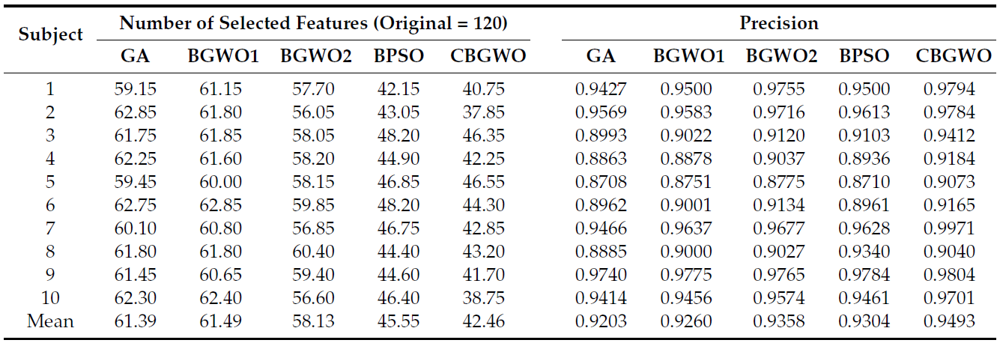 Subject Number of Selected Features (Original = 120) Precision
GA BGWO1 BGWO2 BPSO CBGWO GA BGWO1 BGWO2 BPSO CBGWO
1 59.15 61.15 57.70 42.15 40.75 0.9427 0.9500 0.9755 0.9500 0.9794
2 62.85 61.80 56.05 43.05 37.85 0.9569 0.9583 0.9716 0.9613 0.9784
3 61.75 61.85 58.05 48.20 46.35 0.8993 0.9022 0.9120 0.9103 0.9412
4 62.25 61.60 58.20 44.90 42.25 0.8863 0.8878 0.9037 0.8936 0.9184
5 59.45 60.00 58.15 46.85 46.55 0.8708 0.8751 0.8775 0.8710 0.9073
6 62.75 62.85 59.85 48.20 44.30 0.8962 0.9001 0.9134 0.8961 0.9165
7 60.10 60.80 56.85 46.75 42.85 0.9466 0.9637 0.9677 0.9628 0.9971
8 61.80 61.80 60.40 44.40 43.20 0.8885 0.9000 0.9027 0.9340 0.9040
9 61.45 60.65 59.40 44.60 41.70 0.9740 0.9775 0.9765 0.9784 0.9804
10 62.30 62.40 56.60 46.40 38.75 0.9414 0.9456 0.9574 0.9461 0.9701
Mean 61.39 61.49 58.13 45.55 42.46 0.9203 0.9260 0.9358 0.9304 0.9493